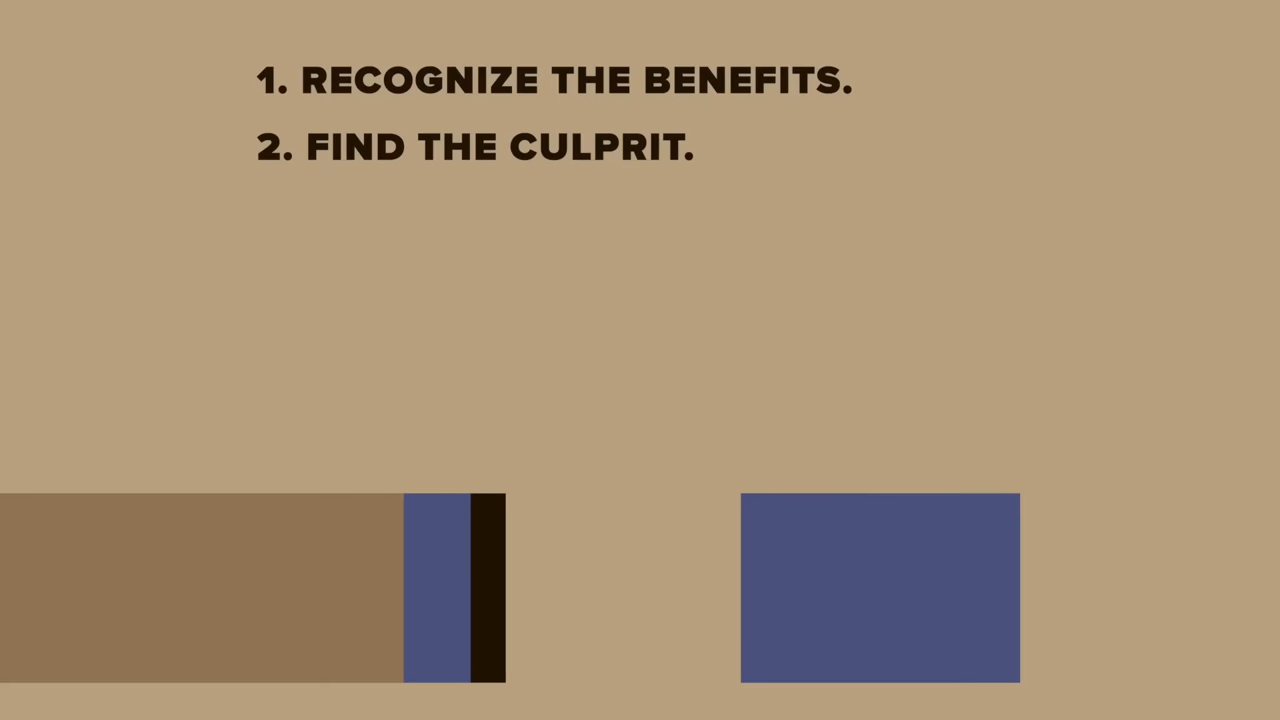 1. RECOGNIZE THE BENEFITS.
2. FIND THE CULPRIT.